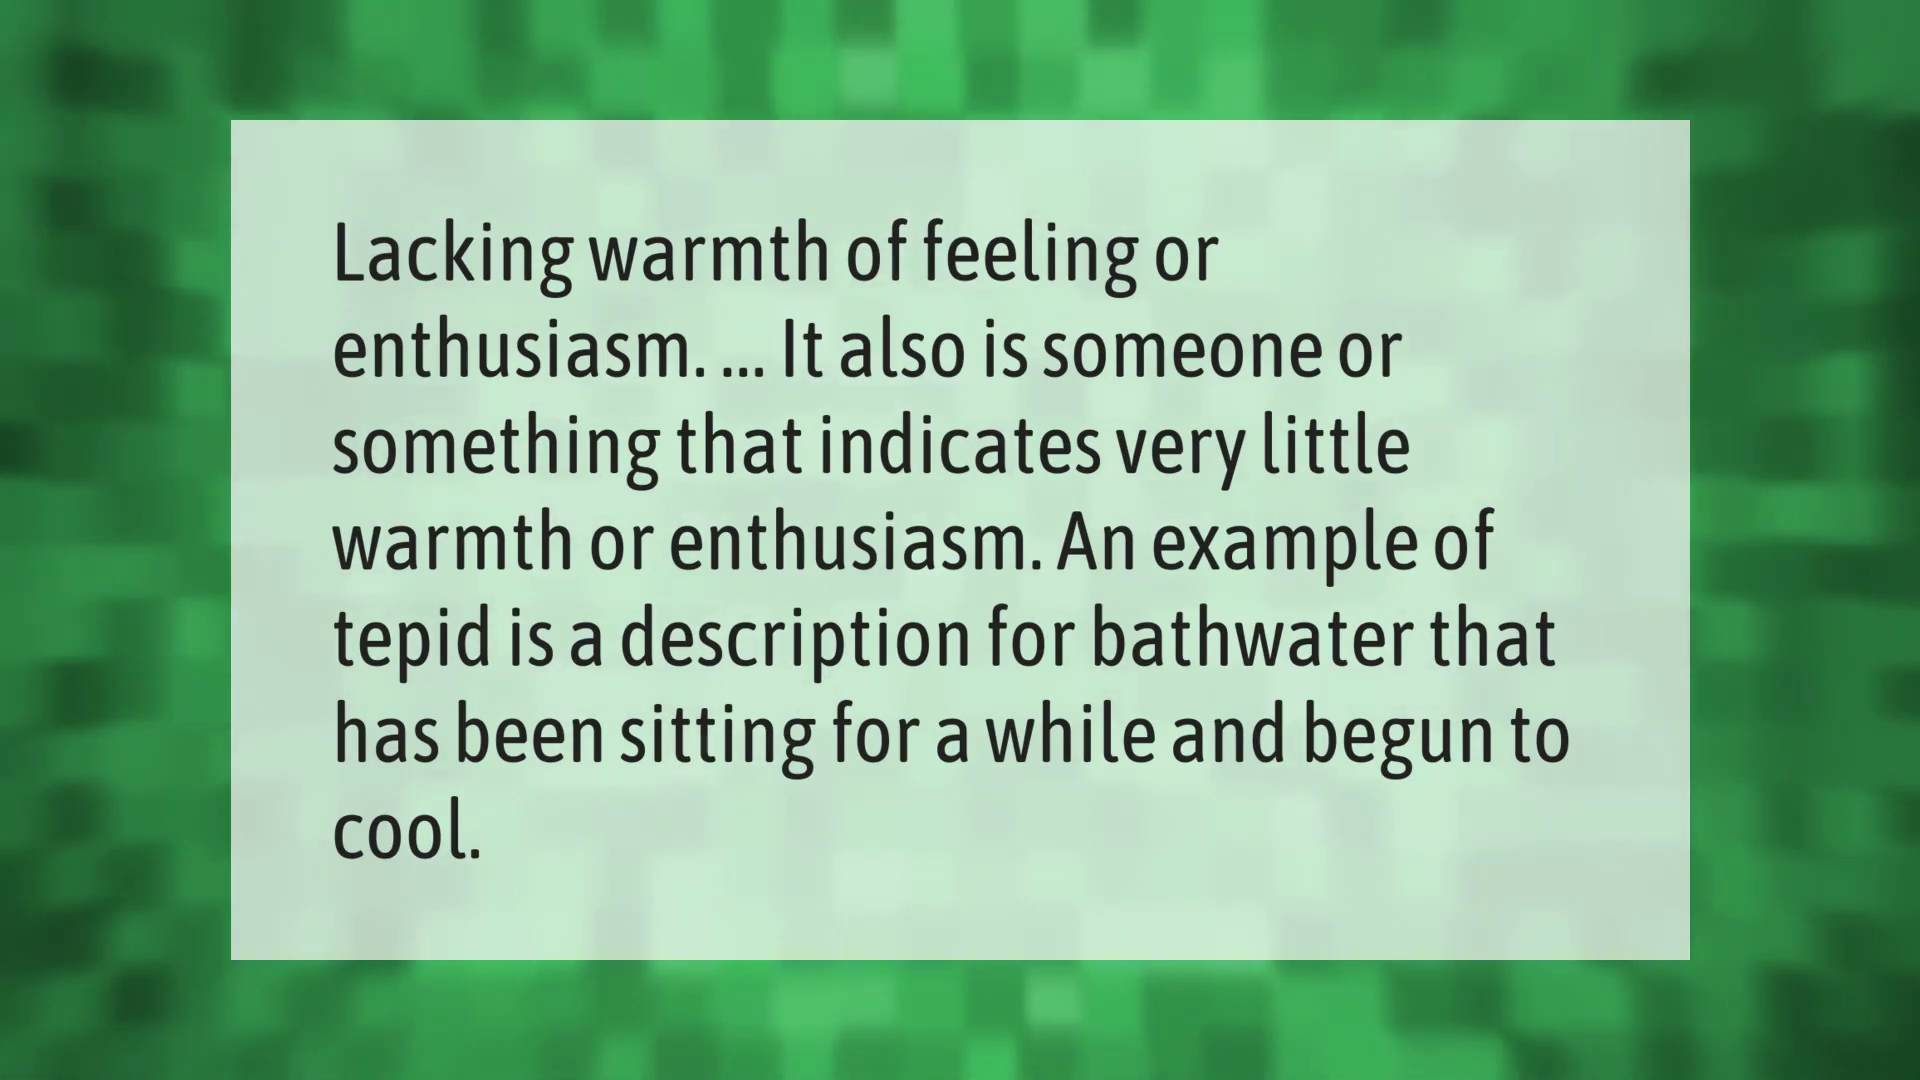 Lacking warmth of feeling or
enthusiasm. ... It also is someone or
something that indicates very little
warmth or enthusiasm. An example of
tepid is a description for bathwater that
has been sitting for a while and begun to
cool.